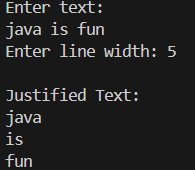 Enter text:
java is fun
Enter line width: 5
Justified Text:
java
is
fun